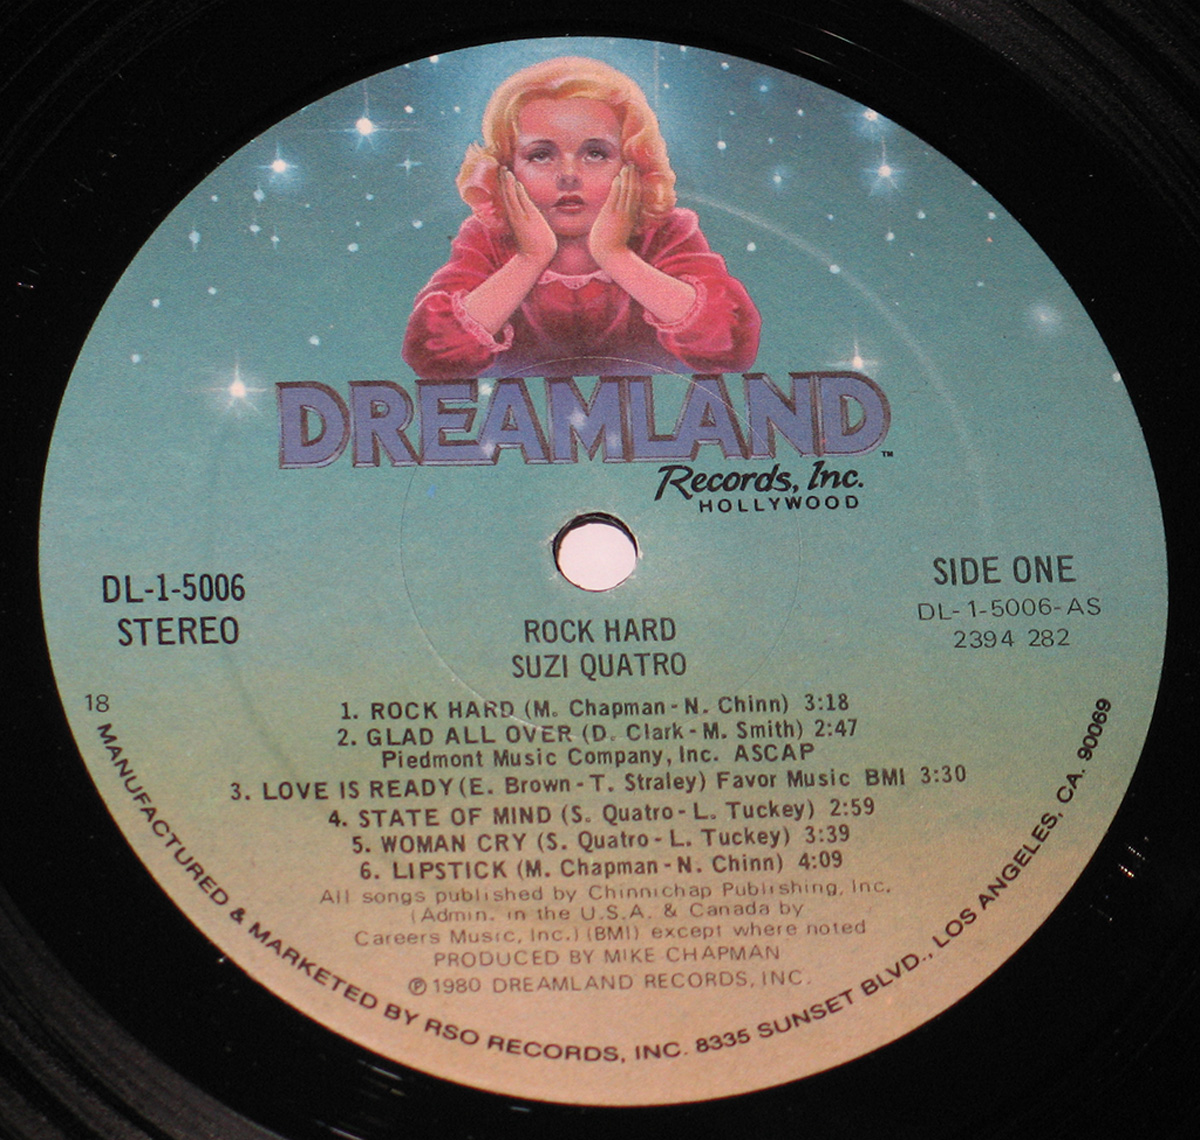 DREAMLAND™
Records, Inc.
HOLLYWOOD
DL-1-5006
STEREO
SIDE ONE
DL-1-5006-AS
2394 282
ROCK HARD
SUZI QUATRO
18
1. ROCK HARD (M. Chapman-N. Chinn) 3:18
2. GLAD ALL OVER (D. Clark-M. Smith) 2:47
Piedmont Music Company, Inc. ASCAP
3. LOVE IS READY (E. Brown-T. Straley) Favor Music BMI 3:30
4. STATE OF MIND (S. Quatro-L. Tuckey) 2:59
5. WOMAN CRY (S. Quatro-L. Tuckey) 3:39
6. LIPSTICK (M. Chapman-N. Chinn) 4:09
All songs published by Chinnichap Publishing, Inc.
(Admin. in the U.S.A. & Canada by
Careers Music, Inc.) (BMI) except where noted
PRODUCED BY MIKE CHAPMAN
℗1980 DREAMLAND RECORDS, INC.
MANUFACTURED & MARKETED BY RSO RECORDS, INC. 8335 SUNSET BLVD., LOS ANGELES, CA. 90069